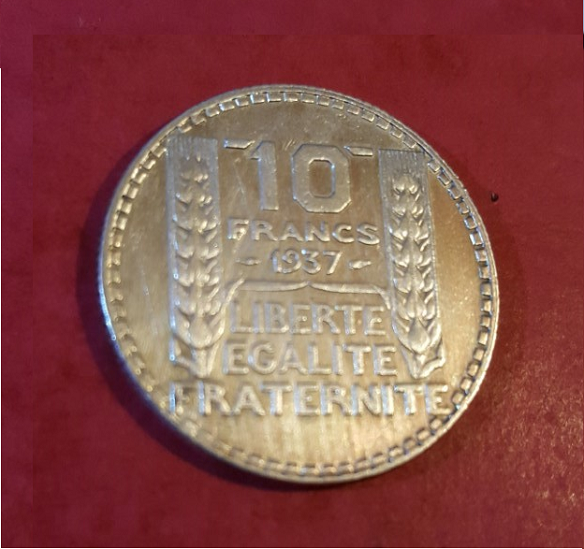 10
FRANCS
- 1937 -
LIBERTE
EGALITE
FRATERNITE